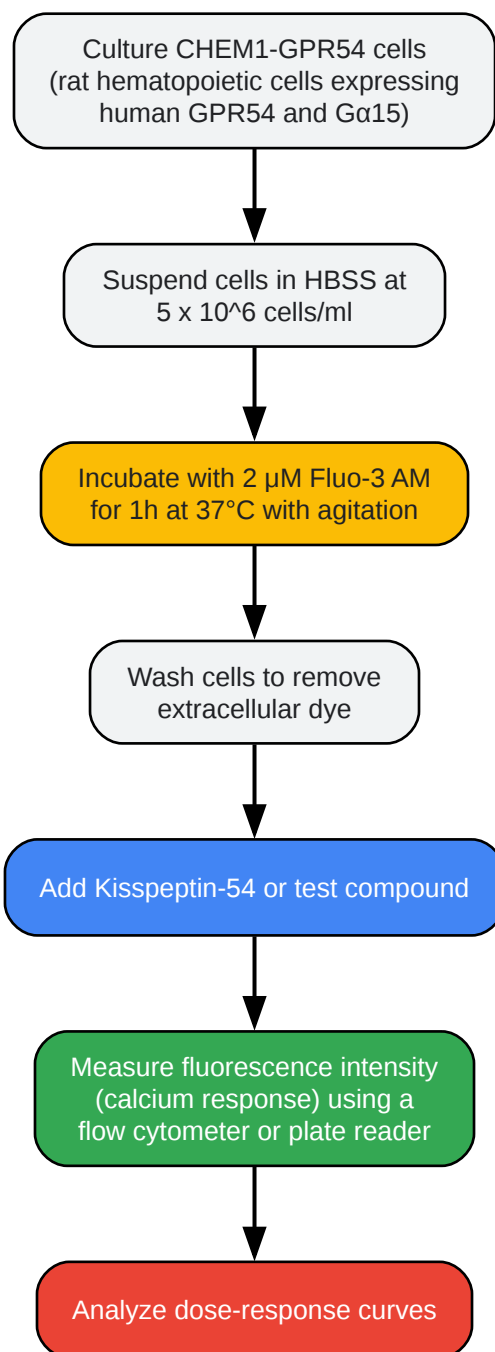 Culture CHEM1-GPR54 cells
(rat hematopoietic cells expressing
human GPR54 and Gα15)
Suspend cells in HBSS at
5 x 10^6 cells/ml
Incubate with 2 μM Fluo-3 AM
for 1h at 37°C with agitation
Wash cells to remove
extracellular dye
Add Kisspeptin-54 or test compound
Measure fluorescence intensity
(calcium response) using a
flow cytometer or plate reader
Analyze dose-response curves